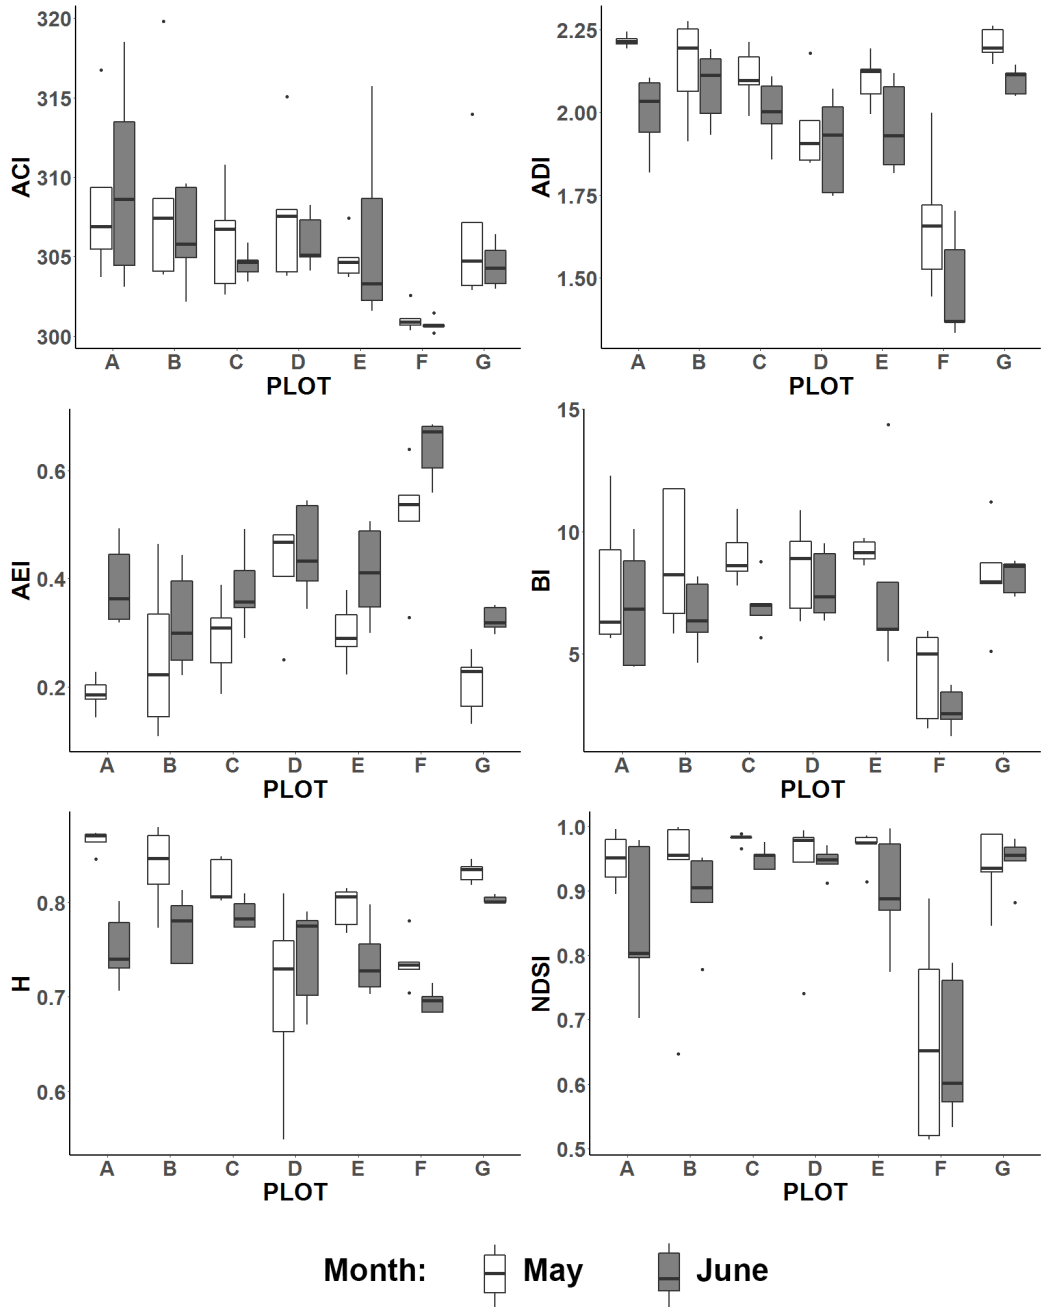 ACI
320
315
310
305
300
A B C D E F G
PLOT
ADI
2.25
2.00
1.75
1.50
A B C D E F G
PLOT
AEI
0.6
0.4
0.2
A B C D E F G
PLOT
BI
15
10
5
A B C D E F G
PLOT
H
0.8
0.7
0.6
A B C D E F G
PLOT
NDSI
1.0
0.9
0.8
0.7
0.6
0.5
A B C D E F G
PLOT
Month: May June